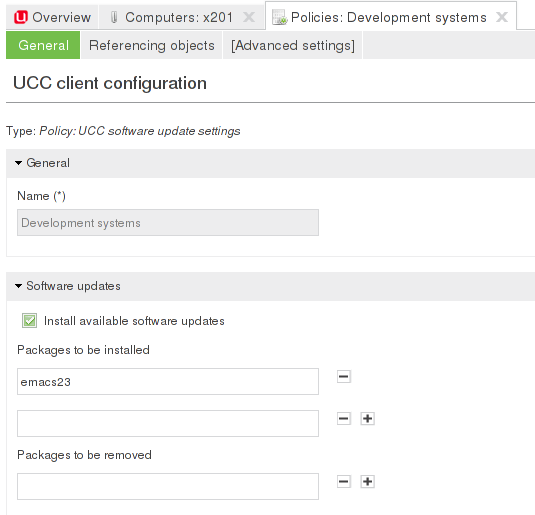 Overview Computers: x201 Policies: Development systems
General Referencing objects [Advanced settings]
UCC client configuration
Type: Policy: UCC software update settings
General
Name (*)
Development systems
Software updates
Install available software updates
Packages to be installed
emacs23
Packages to be removed